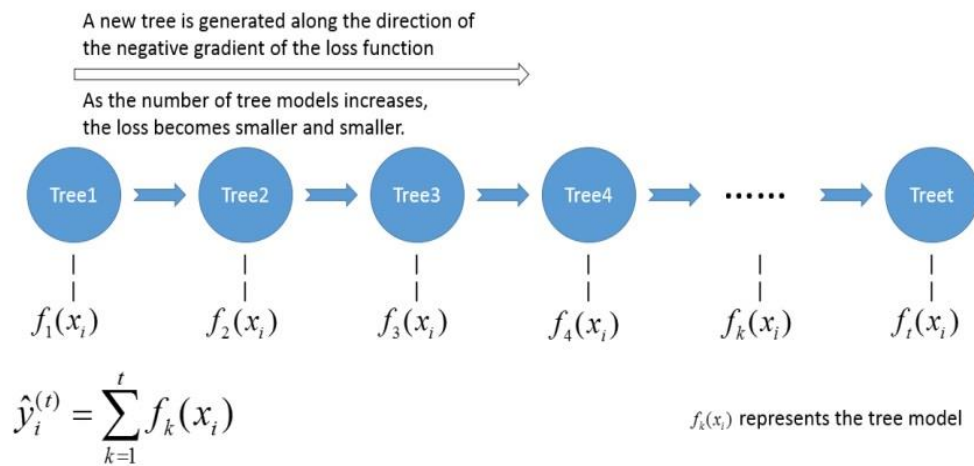 A new tree is generated along the direction of
the negative gradient of the loss function
As the number of tree models increases,
the loss becomes smaller and smaller.
Tree1 Tree2 Tree3 Tree4 ...... Treet
f₁(xᵢ) f₂(xᵢ) f₃(xᵢ) f₄(xᵢ) fₖ(xᵢ) fₜ(xᵢ)
ŷᵢ⁽ᵗ⁾ = ∑ₖ₌₁ᵗ fₖ(xᵢ)
fₖ(xᵢ) represents the tree model